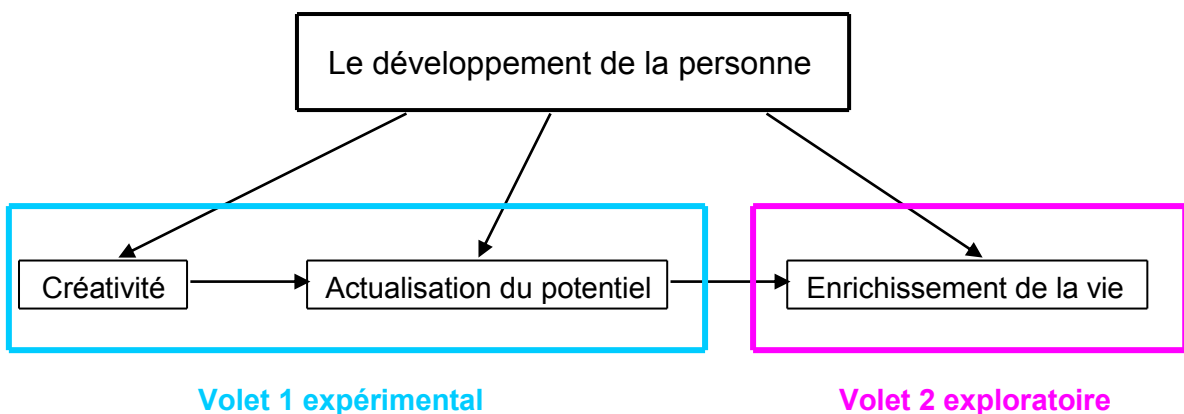 Le développement de la personne
Créativité
Actualisation du potentiel
Enrichissement de la vie
Volet 1 expérimental
Volet 2 exploratoire